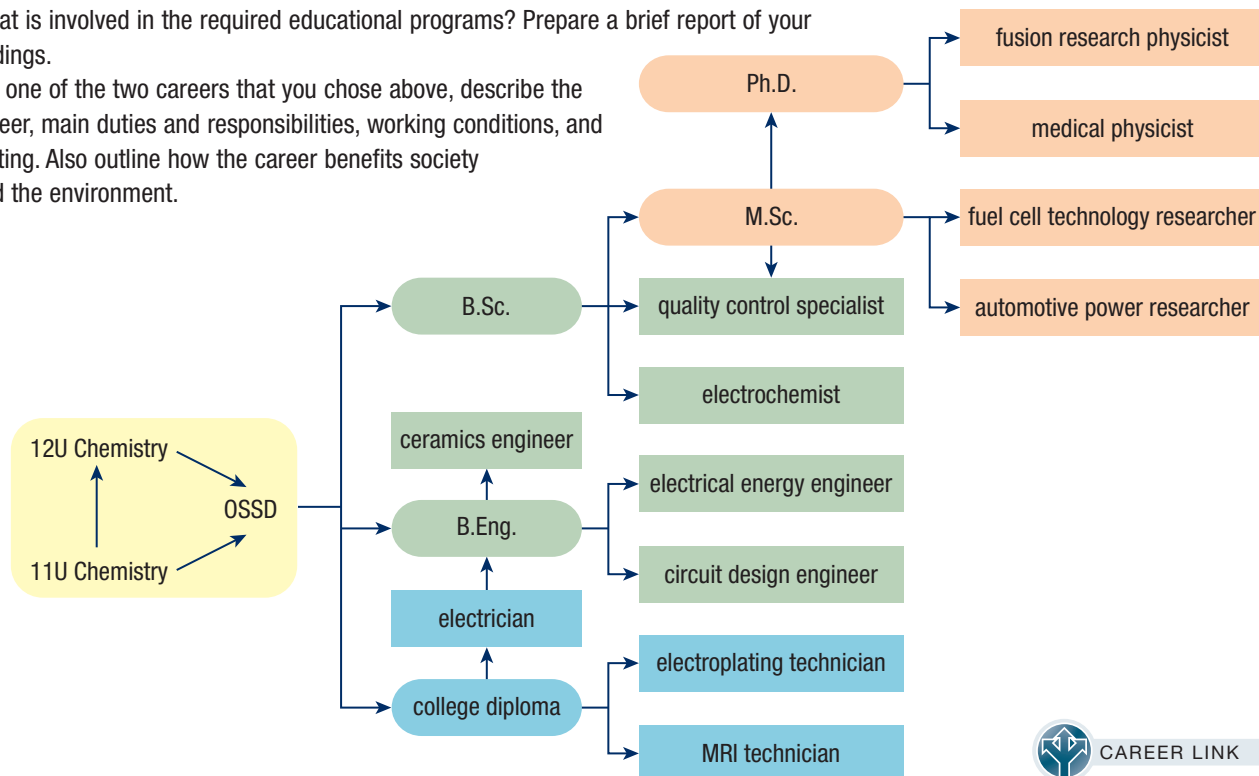 at is involved in the required educational programs? Prepare a brief report of your
dings.
one of the two careers that you chose above, describe the
eer, main duties and responsibilities, working conditions, and
ting. Also outline how the career benefits society
d the environment.
fusion research physicist
Ph.D.
medical physicist
M.Sc.
fuel cell technology researcher
B.Sc.
quality control specialist
automotive power researcher
electrochemist
12U Chemistry
ceramics engineer
electrical energy engineer
OSSD
B.Eng.
11U Chemistry
circuit design engineer
electrician
electroplating technician
college diploma
MRI technician
CAREER LINK